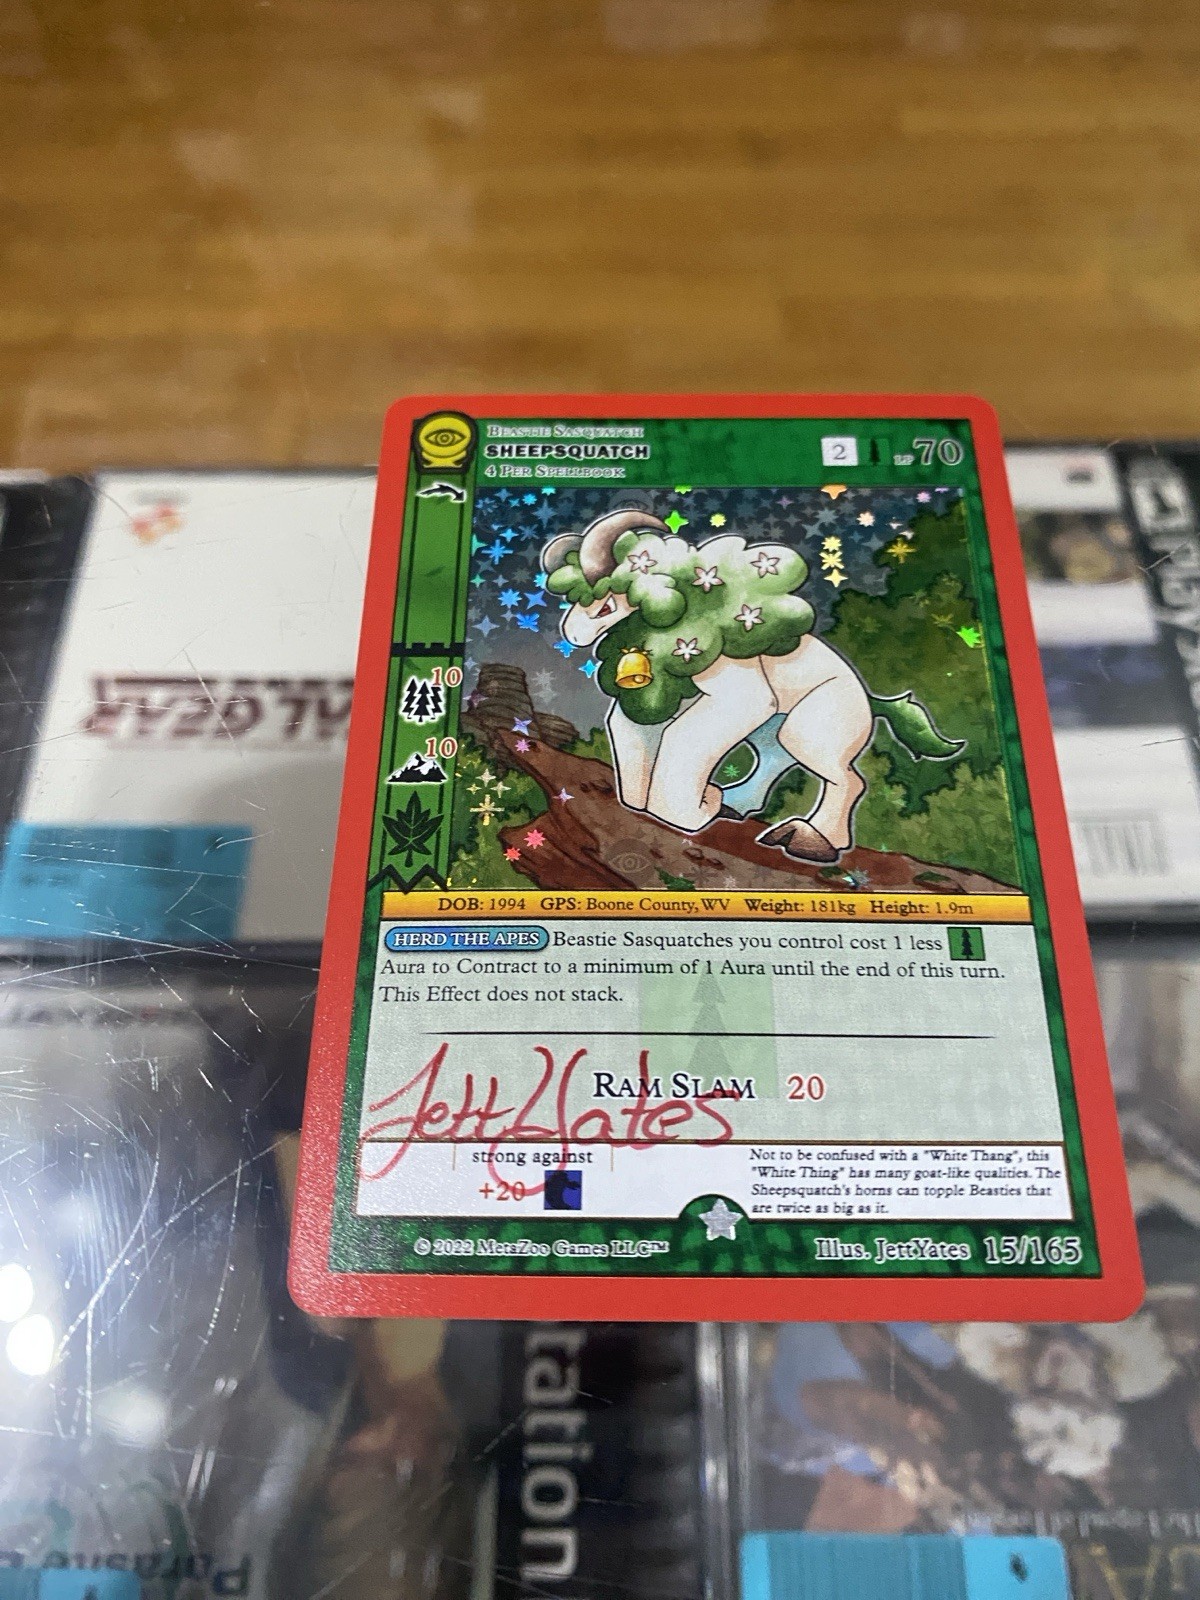 BEASTIE SASQUATCH
SHEEPSQUATCH
4 PER SPELLBOOK
2
LP 70
10
10
DOB: 1994 GPS: Boone County, WV Weight: 181kg Height: 1.9m
HERD THE APES Beastie Sasquatches you control cost 1 less
Aura to Contract to a minimum of 1 Aura until the end of this turn.
This Effect does not stack.
RAM SLAM 20
Jett Yates
strong against
+20
Not to be confused with a "White Thang", this
"White Thing" has many goat-like qualities. The
Sheepsquatch's horns can topple Beasties that
are twice as big as it.
© 2022 MetaZoo Games LLC™
Illus. JettYates 15/165
tation
Parasite